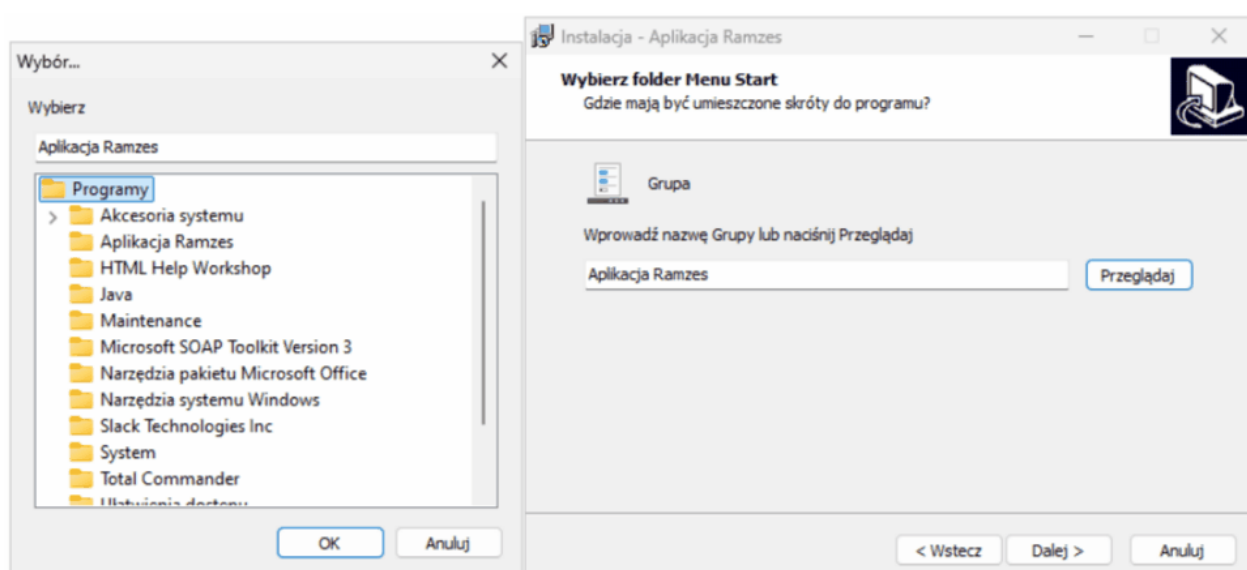 Wybór...
Wybierz
Aplikacja Ramzes
Programy
Akcesoria systemu
Aplikacja Ramzes
HTML Help Workshop
Java
Maintenance
Microsoft SOAP Toolkit Version 3
Narzędzia pakietu Microsoft Office
Narzędzia systemu Windows
Slack Technologies Inc
System
Total Commander
Ułatwienia dostępu
OK
Anuluj
Instalacja - Aplikacja Ramzes
Wybierz folder Menu Start
Gdzie mają być umieszczone skróty do programu?
Grupa
Wprowadź nazwę Grupy lub naciśnij Przeglądaj
Aplikacja Ramzes
Przeglądaj
< Wstecz
Dalej >
Anuluj